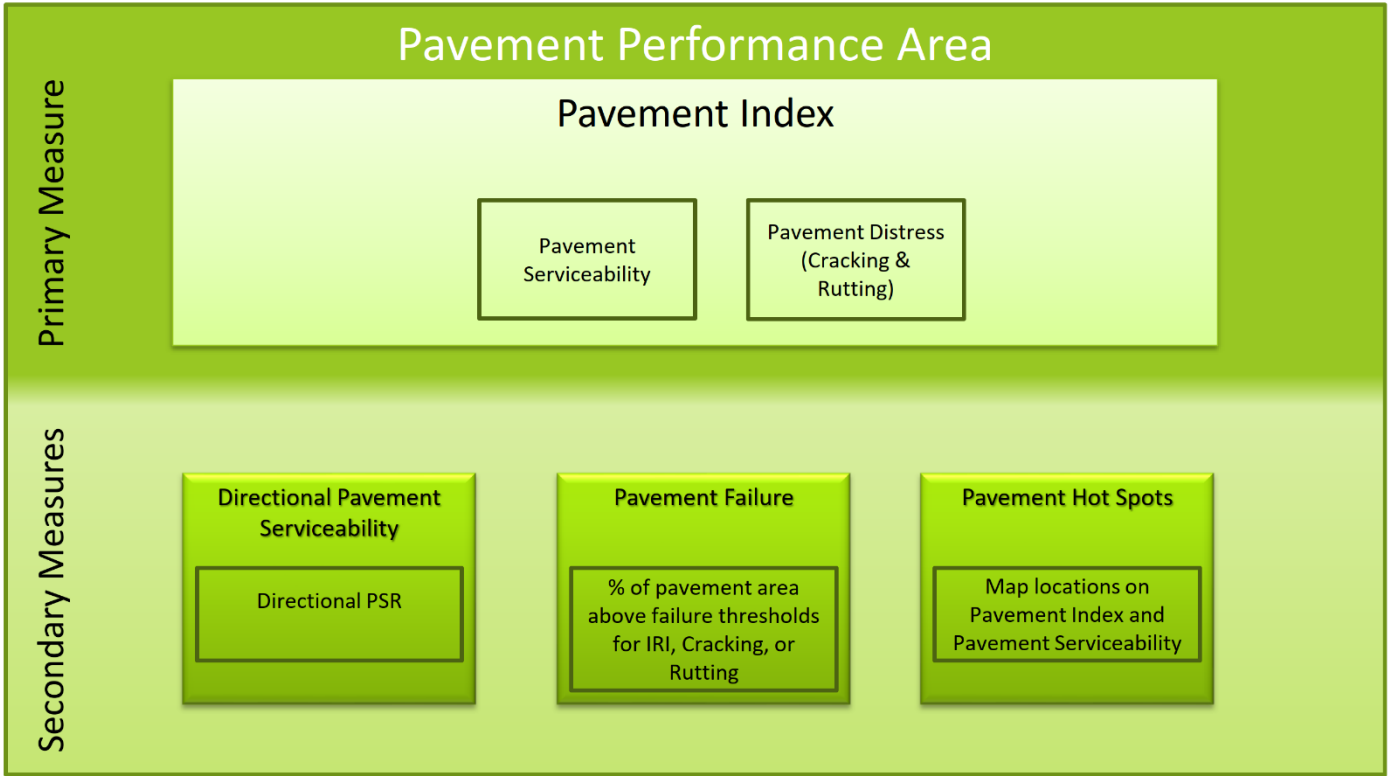 Pavement Performance Area
Primary Measure
Pavement Index
Pavement
Serviceability
Pavement Distress
(Cracking &
Rutting)
Secondary Measures
Directional Pavement
Serviceability
Directional PSR
Pavement Failure
% of pavement area
above failure thresholds
for IRI, Cracking, or
Rutting
Pavement Hot Spots
Map locations on
Pavement Index and
Pavement Serviceability